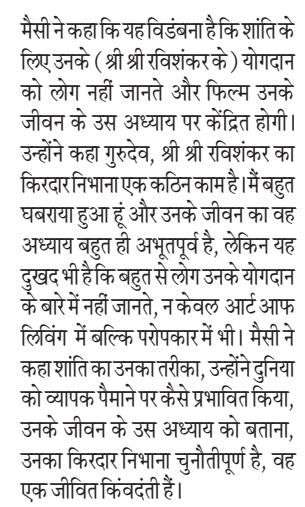 मैसी ने कहा कि यह विडंबना है कि शांति के
लिए उनके ( श्री श्री रविशंकर के ) योगदान
को लोग नहीं जानते और फिल्म उनके
जीवन के उस अध्याय पर केंद्रित होगी।
उन्होंने कहा गुरुदेव, श्री श्री रविशंकर का
किरदार निभाना एक कठिन काम है। मैं बहुत
घबराया हुआ हूं और उनके जीवन का वह
अध्याय बहुत ही अभूतपूर्व है, लेकिन यह
दुखद भी है कि बहुत से लोग उनके योगदान
के बारे में नहीं जानते, न केवल आर्ट आफ
लिविंग में बल्कि परोपकार में भी। मैसी ने
कहा शांति का उनका तरीका, उन्होंने दुनिया
को व्यापक पैमाने पर कैसे प्रभावित किया,
उनके जीवन के उस अध्याय को बताना,
उनका किरदार निभाना चुनौतीपूर्ण है, वह
एक जीवित किंवदंती हैं।